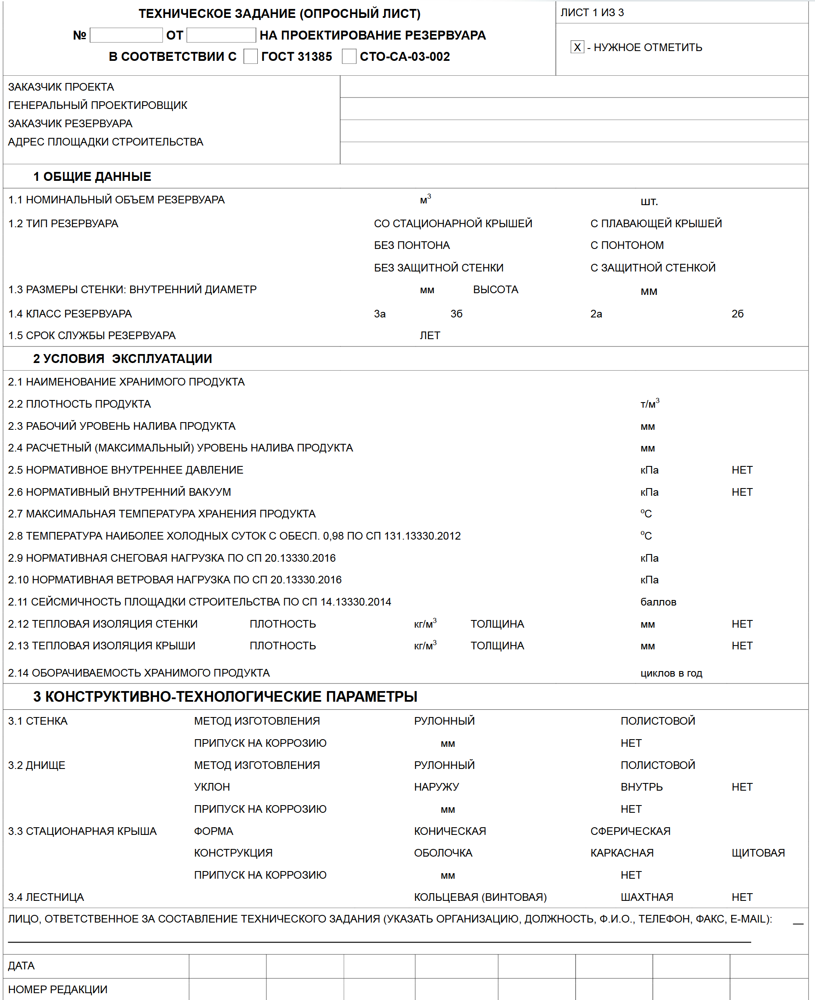 ТЕХНИЧЕСКОЕ ЗАДАНИЕ (ОПРОСНЫЙ ЛИСТ)
ЛИСТ 1 ИЗ 3
№ ОТ НА ПРОЕКТИРОВАНИЕ РЕЗЕРВУАРА
X - НУЖНОЕ ОТМЕТИТЬ
В СООТВЕТСТВИИ С ГОСТ 31385 СТО-СА-03-002
ЗАКАЗЧИК ПРОЕКТА
ГЕНЕРАЛЬНЫЙ ПРОЕКТИРОВЩИК
ЗАКАЗЧИК РЕЗЕРВУАРА
АДРЕС ПЛОЩАДКИ СТРОИТЕЛЬСТВА
1 ОБЩИЕ ДАННЫЕ
1.1 НОМИНАЛЬНЫЙ ОБЪЕМ РЕЗЕРВУАРА м³ шт.
1.2 ТИП РЕЗЕРВУАРА СО СТАЦИОНАРНОЙ КРЫШЕЙ С ПЛАВАЮЩЕЙ КРЫШЕЙ
БЕЗ ПОНТОНА С ПОНТОНОМ
БЕЗ ЗАЩИТНОЙ СТЕНКИ С ЗАЩИТНОЙ СТЕНКОЙ
1.3 РАЗМЕРЫ СТЕНКИ: ВНУТРЕННИЙ ДИАМЕТР мм ВЫСОТА мм
1.4 КЛАСС РЕЗЕРВУАРА 3а 3б 2а 2б
1.5 СРОК СЛУЖБЫ РЕЗЕРВУАРА ЛЕТ
2 УСЛОВИЯ ЭКСПЛУАТАЦИИ
2.1 НАИМЕНОВАНИЕ ХРАНИМОГО ПРОДУКТА
2.2 ПЛОТНОСТЬ ПРОДУКТА т/м³
2.3 РАБОЧИЙ УРОВЕНЬ НАЛИВА ПРОДУКТА мм
2.4 РАСЧЕТНЫЙ (МАКСИМАЛЬНЫЙ) УРОВЕНЬ НАЛИВА ПРОДУКТА мм
2.5 НОРМАТИВНОЕ ВНУТРЕННЕЕ ДАВЛЕНИЕ кПа НЕТ
2.6 НОРМАТИВНЫЙ ВНУТРЕННИЙ ВАКУУМ кПа НЕТ
2.7 МАКСИМАЛЬНАЯ ТЕМПЕРАТУРА ХРАНЕНИЯ ПРОДУКТА ºС
2.8 ТЕМПЕРАТУРА НАИБОЛЕЕ ХОЛОДНЫХ СУТОК С ОБЕСП. 0,98 ПО СП 131.13330.2012 ºС
2.9 НОРМАТИВНАЯ СНЕГОВАЯ НАГРУЗКА ПО СП 20.13330.2016 кПа
2.10 НОРМАТИВНАЯ ВЕТРОВАЯ НАГРУЗКА ПО СП 20.13330.2016 кПа
2.11 СЕЙСМИЧНОСТЬ ПЛОЩАДКИ СТРОИТЕЛЬСТВА ПО СП 14.13330.2014 баллов
2.12 ТЕПЛОВАЯ ИЗОЛЯЦИЯ СТЕНКИ ПЛОТНОСТЬ кг/м³ ТОЛЩИНА мм НЕТ
2.13 ТЕПЛОВАЯ ИЗОЛЯЦИЯ КРЫШИ ПЛОТНОСТЬ кг/м³ ТОЛЩИНА мм НЕТ
2.14 ОБОРАЧИВАЕМОСТЬ ХРАНИМОГО ПРОДУКТА циклов в год
3 КОНСТРУКТИВНО-ТЕХНОЛОГИЧЕСКИЕ ПАРАМЕТРЫ
3.1 СТЕНКА МЕТОД ИЗГОТОВЛЕНИЯ РУЛОННЫЙ ПОЛИСТОВОЙ
ПРИПУСК НА КОРРОЗИЮ мм НЕТ
3.2 ДНИЩЕ МЕТОД ИЗГОТОВЛЕНИЯ РУЛОННЫЙ ПОЛИСТОВОЙ
УКЛОН НАРУЖУ ВНУТРЬ НЕТ
ПРИПУСК НА КОРРОЗИЮ мм НЕТ
3.3 СТАЦИОНАРНАЯ КРЫША ФОРМА КОНИЧЕСКАЯ СФЕРИЧЕСКАЯ
КОНСТРУКЦИЯ ОБОЛОЧКА КАРКАСНАЯ ЩИТОВАЯ
ПРИПУСК НА КОРРОЗИЮ мм НЕТ
3.4 ЛЕСТНИЦА КОЛЬЦЕВАЯ (ВИНТОВАЯ) ШАХТНАЯ НЕТ
ЛИЦО, ОТВЕТСТВЕННОЕ ЗА СОСТАВЛЕНИЕ ТЕХНИЧЕСКОГО ЗАДАНИЯ (УКАЗАТЬ ОРГАНИЗАЦИЮ, ДОЛЖНОСТЬ, Ф.И.О., ТЕЛЕФОН, ФАКС, E-MAIL):
ДАТА
НОМЕР РЕДАКЦИИ